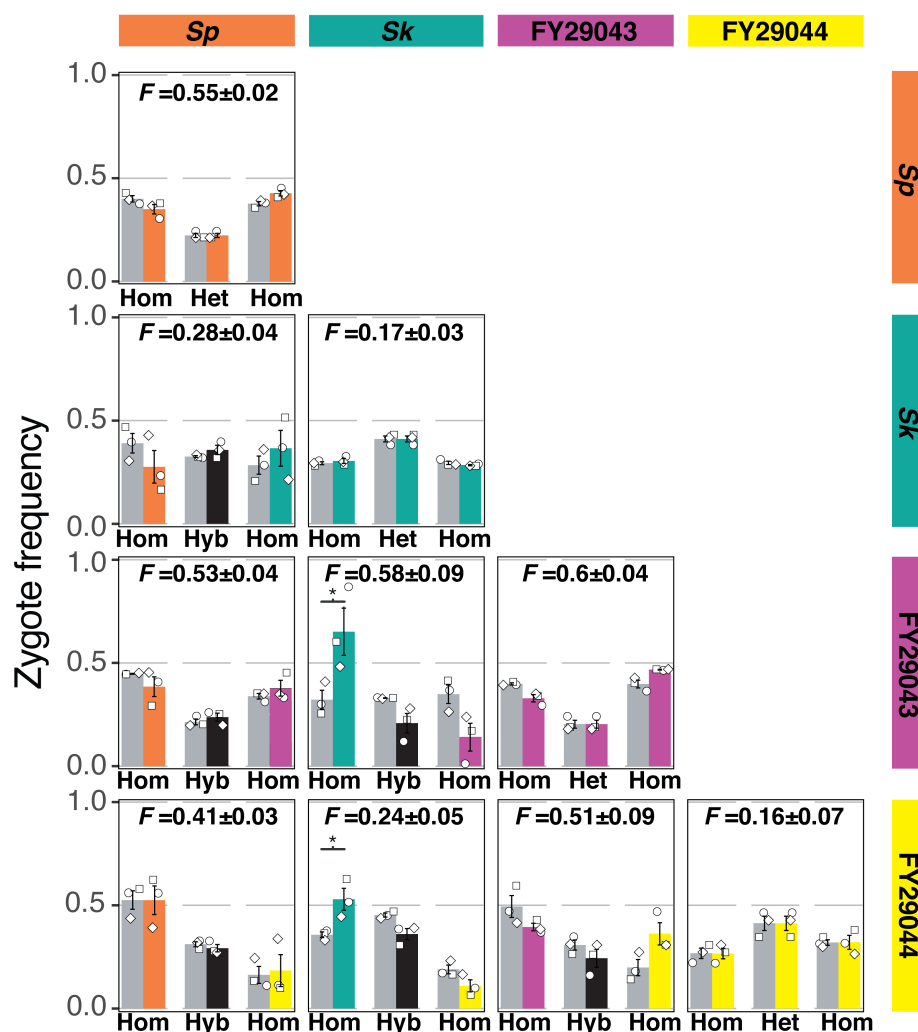 Sp Sk FY29043 FY29044
1.0
F =0.55±0.02
0.5
0.0
Hom Het Hom
Sp
1.0
F =0.28±0.04 F =0.17±0.03
0.5
0.0
Hom Hyb Hom Hom Het Hom
Sk
Zygote frequency
1.0
F =0.53±0.04 F =0.58±0.09 F =0.6±0.04
*
0.5
0.0
Hom Hyb Hom Hom Hyb Hom Hom Het Hom
FY29043
1.0
F =0.41±0.03 F =0.24±0.05 F =0.51±0.09 F =0.16±0.07
*
0.5
0.0
Hom Hyb Hom Hom Hyb Hom Hom Hyb Hom Hom Het Hom
FY29044